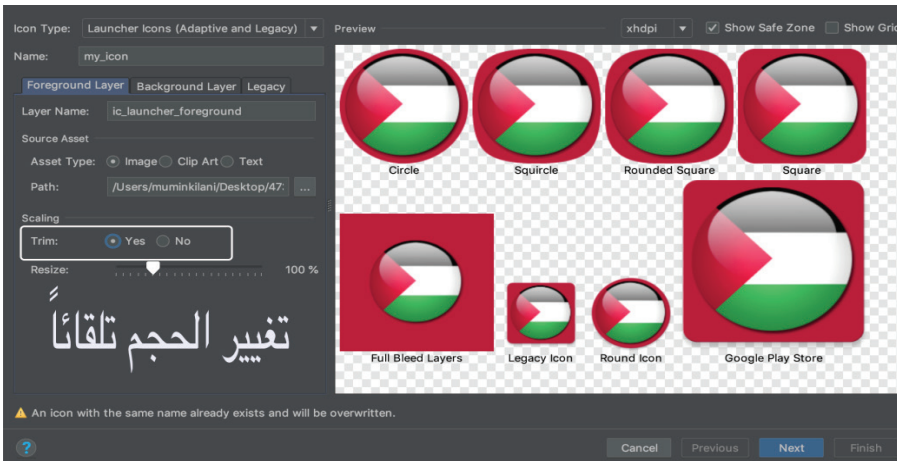 Icon Type: Launcher Icons (Adaptive and Legacy)
Preview
xhdpi
Show Safe Zone
Show Grid
Name: my_icon
Foreground Layer Background Layer Legacy
Layer Name: ic_launcher_foreground
Source Asset
Asset Type: Image Clip Art Text
Path: /Users/muminkilani/Desktop/47: ...
Scaling
Trim: Yes No
Resize: 100 %
تغيير الحجم تلقائاً
Circle
Squircle
Rounded Square
Square
Full Bleed Layers
Legacy Icon
Round Icon
Google Play Store
An icon with the same name already exists and will be overwritten.
?
Cancel
Previous
Next
Finish